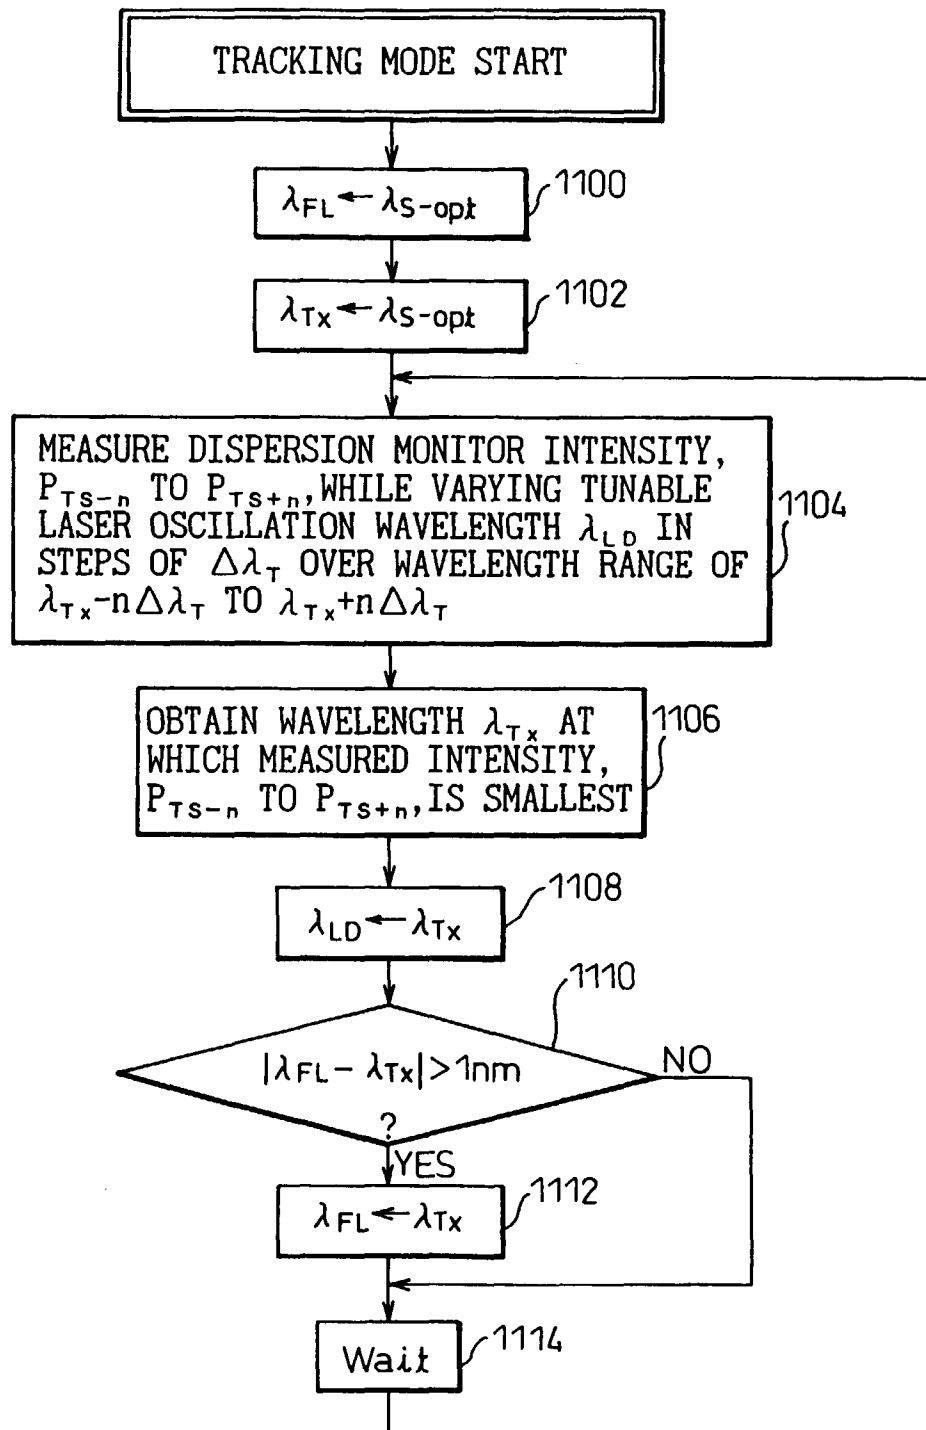 TRACKING MODE START
1100
λFL ← λS-opt
1102
λTx ← λS-opt
MEASURE DISPERSION MONITOR INTENSITY,
PTS-n TO PTS+n, WHILE VARYING TUNABLE
LASER OSCILLATION WAVELENGTH λLD IN
STEPS OF ΔλT OVER WAVELENGTH RANGE OF
λTx-nΔλT TO λTx+nΔλT
1104
OBTAIN WAVELENGTH λTx AT
WHICH MEASURED INTENSITY,
PTS-n TO PTS+n, IS SMALLEST
1106
1108
λLD ← λTx
1110
|λFL - λTx| > 1nm
?
NO
YES
1112
λFL ← λTx
1114
Wait